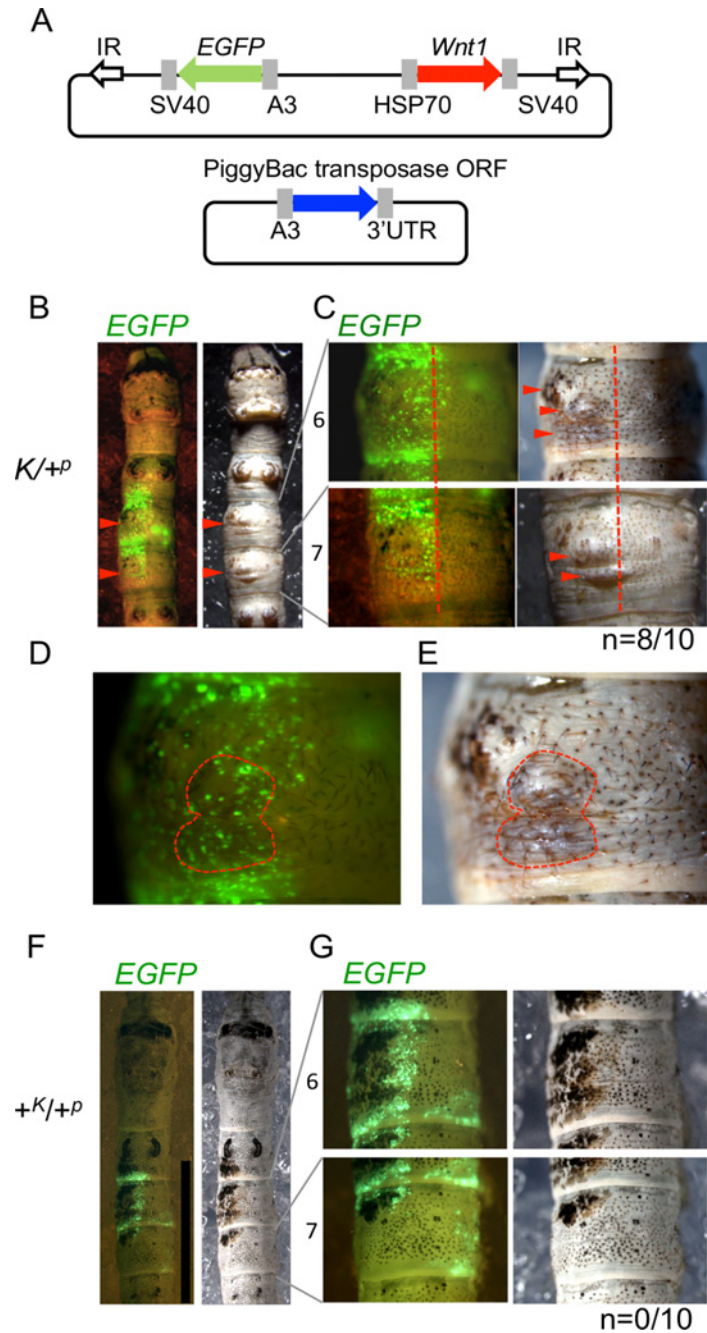 A
IR EGFP Wnt1 IR
SV40 A3 HSP70 SV40
PiggyBac transposase ORF
A3 3'UTR
B C
EGFP EGFP
6
K/+p
7
n=8/10
D E
F G
EGFP EGFP
6
+K/+p
7
n=0/10